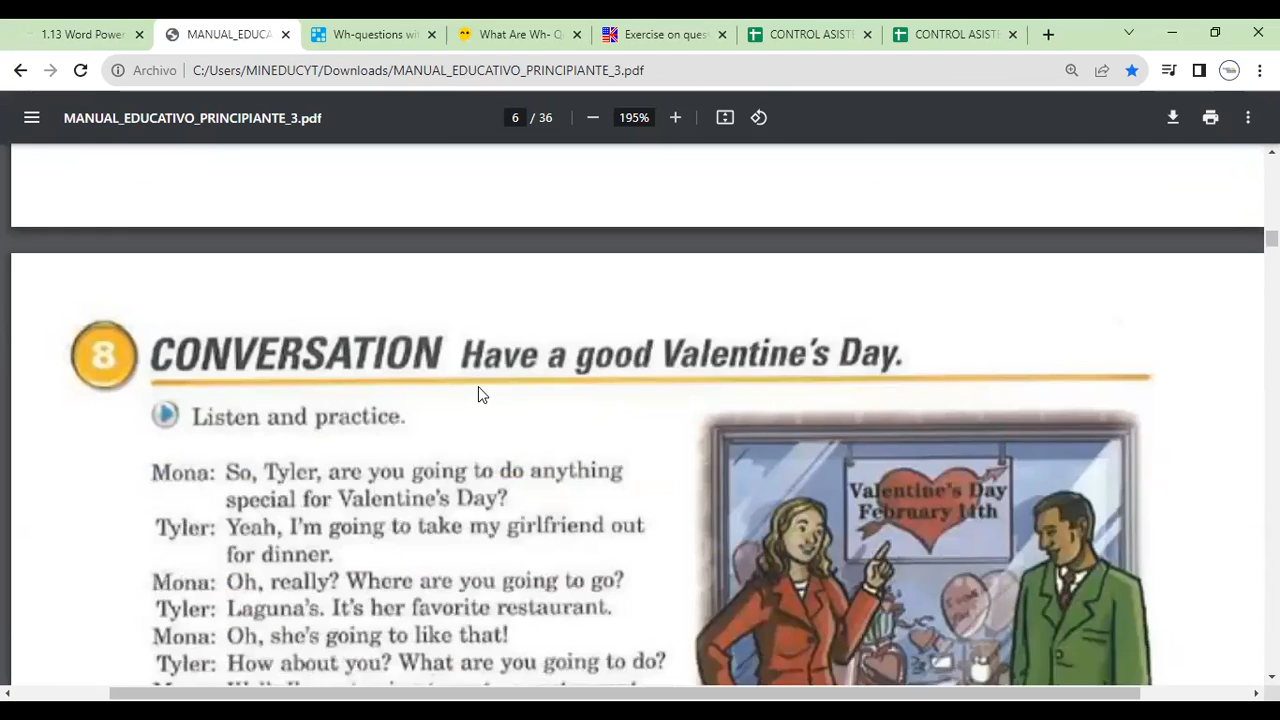 1.13 Word Power
MANUAL_EDUCA
Wh-questions wi
What Are Wh- Q
Exercise on ques
CONTROL ASIST
CONTROL ASIST
Archivo
C:/Users/MINEDUCYT/Downloads/MANUAL_EDUCATIVO_PRINCIPIANTE_3.pdf
MANUAL_EDUCATIVO_PRINCIPIANTE_3.pdf
6 / 36
195%
8 CONVERSATION Have a good Valentine's Day.
Listen and practice.
Mona: So, Tyler, are you going to do anything
special for Valentine's Day?
Tyler: Yeah, I'm going to take my girlfriend out
for dinner.
Mona: Oh, really? Where are you going to go?
Tyler: Laguna's. It's her favorite restaurant.
Mona: Oh, she's going to like that!
Tyler: How about you? What are you going to do?
Valentine's Day
February 14th